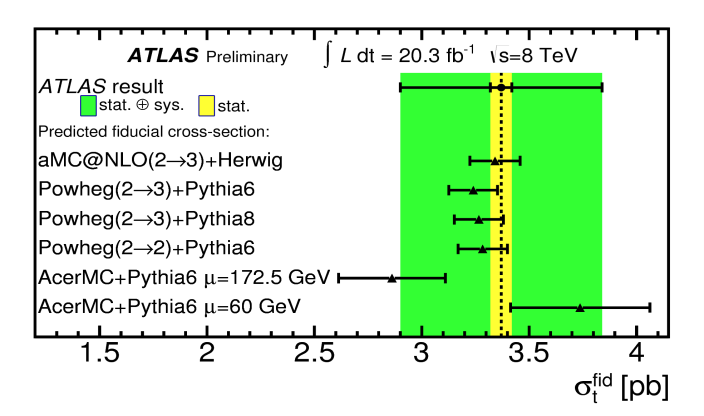 ATLAS Preliminary ∫ L dt = 20.3 fb⁻¹ √s=8 TeV
ATLAS result
stat. ⊕ sys. stat.
Predicted fiducial cross-section:
aMC@NLO(2→3)+Herwig
Powheg(2→3)+Pythia6
Powheg(2→3)+Pythia8
Powheg(2→2)+Pythia6
AcerMC+Pythia6 μ=172.5 GeV
AcerMC+Pythia6 μ=60 GeV
1.5 2 2.5 3 3.5 4
σ_t^fid [pb]